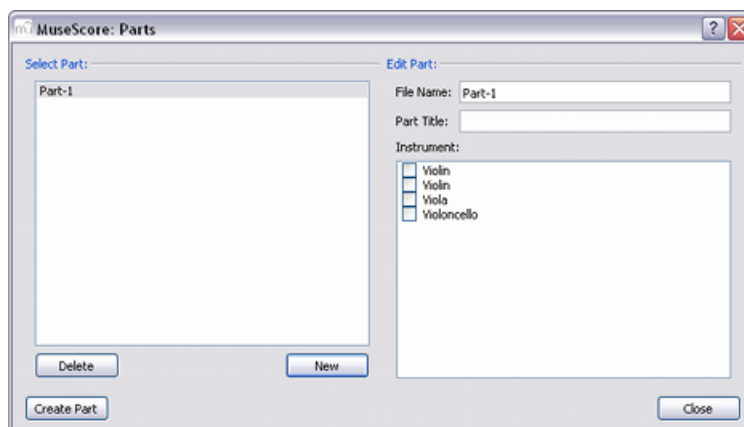 MuseScore: Parts
Select Part:
Part-1
Delete
New
Create Part
Edit Part:
File Name: Part-1
Part Title:
Instrument:
Violin
Violin
Viola
Violoncello
Close